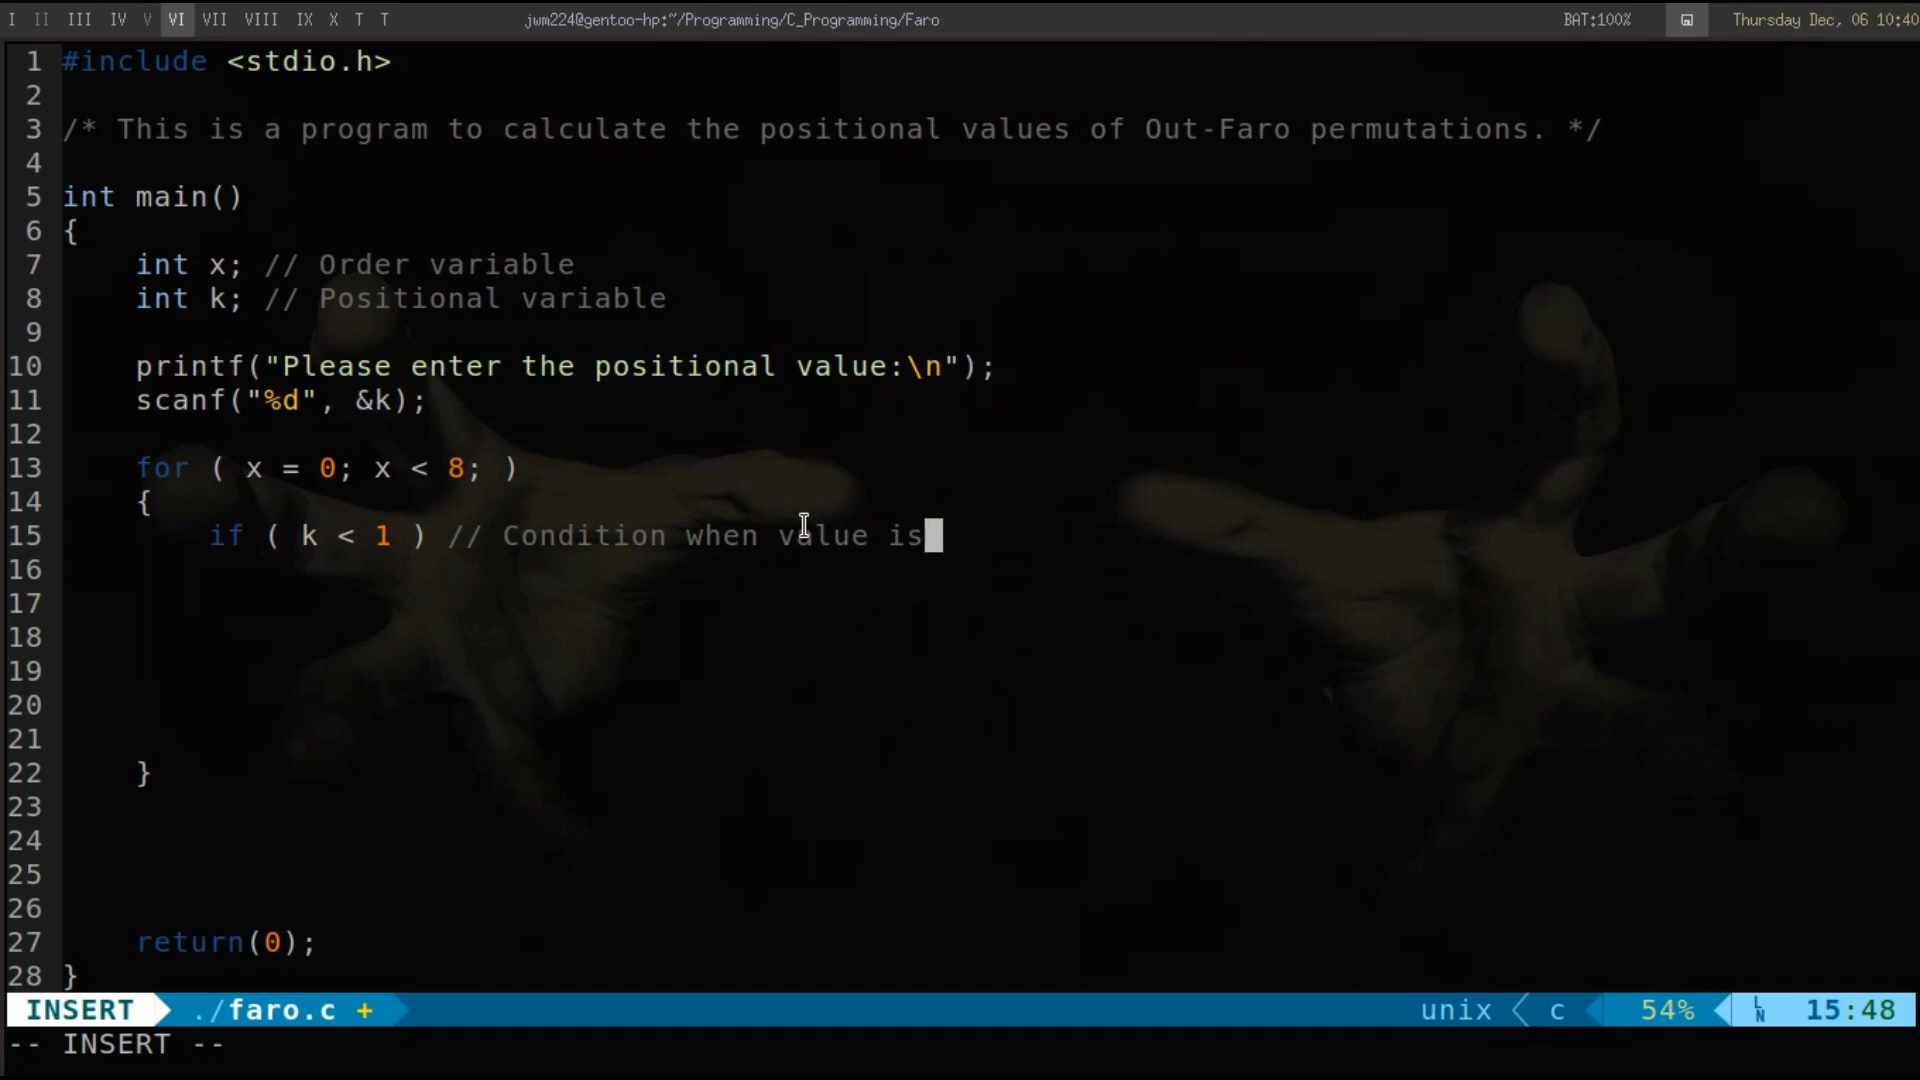 I II III IV V VI VII VIII IX X T T jwm224@gentoo-hp:~/Programming/C_Programming/Faro BAT:100% Thursday Dec, 06 10:40
1 #include <stdio.h>
2
3 /* This is a program to calculate the positional values of Out-Faro permutations. */
4
5 int main()
6 {
7     int x; // Order variable
8     int k; // Positional variable
9
10     printf("Please enter the positional value:\n");
11     scanf("%d", &k);
12
13     for ( x = 0; x < 8; )
14     {
15         if ( k < 1 ) // Condition when value is
16
17
18
19
20
21
22     }
23
24
25
26
27     return(0);
28 }
INSERT ./faro.c + unix c 54% LN 15:48
-- INSERT --